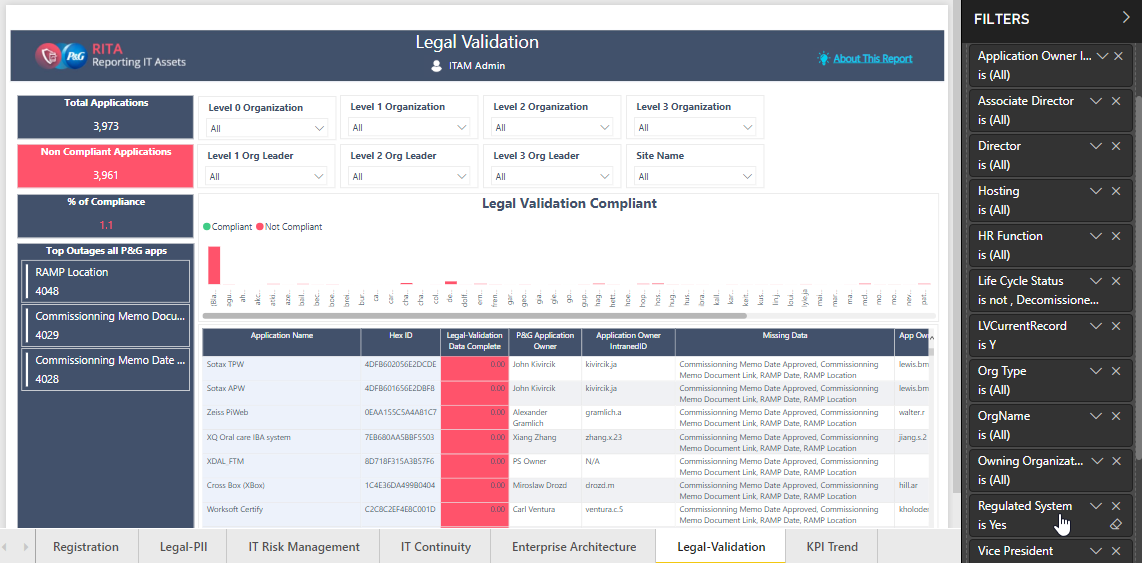 Legal Validation
RITA
Reporting IT Assets
P&G
ITAM Admin
About This Report
Total Applications
3,973
Non Compliant Applications
3,961
% of Compliance
1.1
Top Outages all P&G apps
RAMP Location
4048
Commissionning Memo Docu...
4029
Commissionning Memo Date ...
4028
Level 0 Organization
All
Level 1 Organization
All
Level 2 Organization
All
Level 3 Organization
All
Level 1 Org Leader
All
Level 2 Org Leader
All
Level 3 Org Leader
All
Site Name
All
Legal Validation Compliant
Compliant Not Compliant
Application Name Hex ID Legal-Validation Data Complete P&G Application Owner Application Owner IntranedID Missing Data App Ow
Sotax TPW 4DFB602056E2DCDE 0.00 John Kivircik kivircik.ja Commissionning Memo Date Approved, Commissionning lewis.bm
Memo Document Link, RAMP Date, RAMP Location
Sotax APW 4DFB601656E2DBF8 0.00 John Kivircik kivircik.ja Commissionning Memo Date Approved, Commissionning lewis.bm
Memo Document Link, RAMP Date, RAMP Location
Zeiss PiWeb 0EAA155C5A4A81C7 0.00 Alexander gramlich.a Commissionning Memo Date Approved, Commissionning walter.r
Gramlich Memo Document Link, RAMP Date, RAMP Location
XQ Oral care IBA system 7EB680AA5BBF5503 0.00 Xiang Zhang zhang.x.23 Commissionning Memo Date Approved, Commissionning jiang.s.2
Memo Document Link, RAMP Date, RAMP Location
XDAL FTM 8D718F315A3B57F6 0.00 PS Owner N/A Commissionning Memo Date Approved, Commissionning
Memo Document Link, RAMP Date, RAMP Location
Cross Box (XBox) 1C4E36DA499B0404 0.00 Miroslaw Drozd drozd.m Commissionning Memo Date Approved, Commissionning hill.ar
Memo Document Link, RAMP Date, RAMP Location
Worksoft Certify C2C8C2EF4E8C001D 0.00 Carl Ventura ventura.c.5 Commissionning Memo Date Approved, Commissionning kholoder
Memo Document Link, RAMP Date, RAMP Location
Registration
Legal-PII
IT Risk Management
IT Continuity
Enterprise Architecture
Legal-Validation
KPI Trend
FILTERS
Application Owner I...
is (All)
Associate Director
is (All)
Director
is (All)
Hosting
is (All)
HR Function
is (All)
Life Cycle Status
is not , Decomissione...
LVCurrentRecord
is Y
Org Type
is (All)
OrgName
is (All)
Owning Organizat...
is (All)
Regulated System
is Yes
Vice President